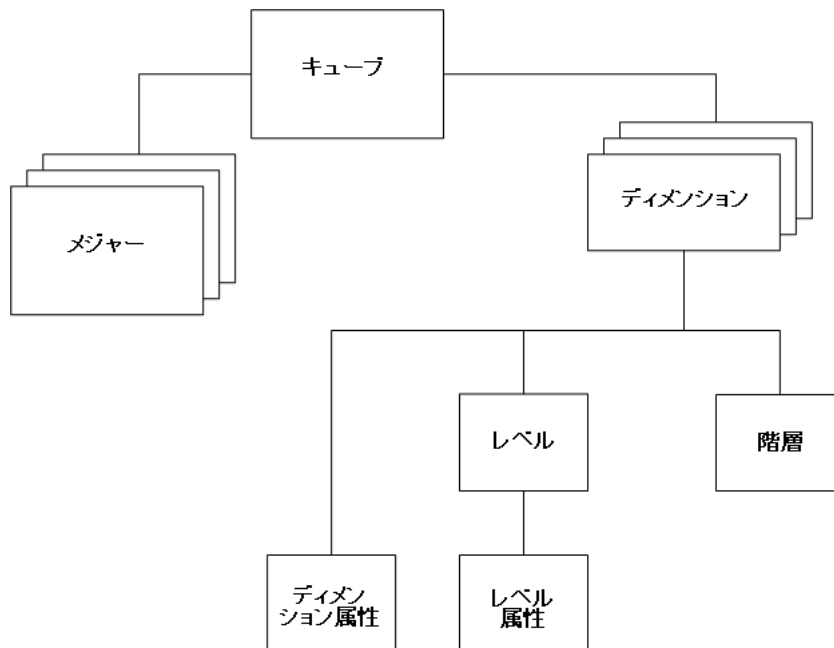 キューブ
メジャー
ディメンション
レベル
階層
ディメン
ション属性
レベル
属性